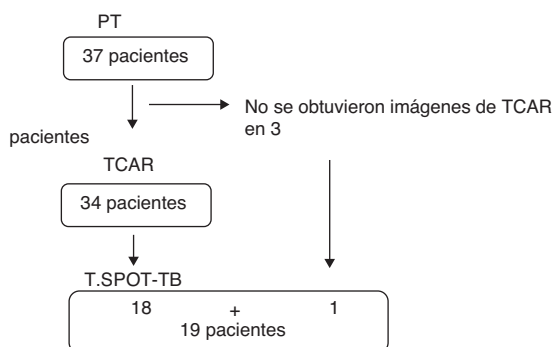 PT
37 pacientes
No se obtuvieron imágenes de TCAR
en 3
pacientes
TCAR
34 pacientes
T.SPOT-TB
18 + 1
19 pacientes